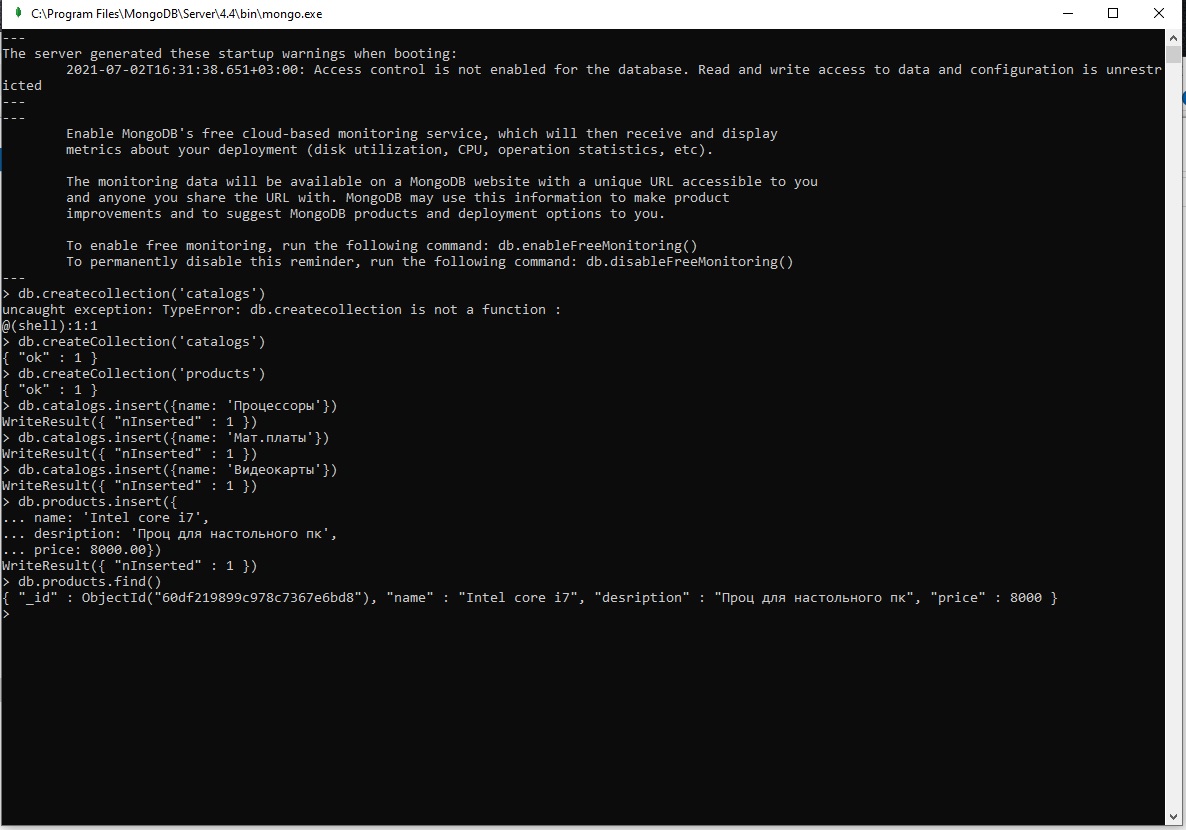 C:\Program Files\MongoDB\Server\4.4\bin\mongo.exe
---
The server generated these startup warnings when booting:
        2021-07-02T16:31:38.651+03:00: Access control is not enabled for the database. Read and write access to data and configuration is unrestr
icted
---
---
        Enable MongoDB's free cloud-based monitoring service, which will then receive and display
        metrics about your deployment (disk utilization, CPU, operation statistics, etc).

        The monitoring data will be available on a MongoDB website with a unique URL accessible to you
        and anyone you share the URL with. MongoDB may use this information to make product
        improvements and to suggest MongoDB products and deployment options to you.

        To enable free monitoring, run the following command: db.enableFreeMonitoring()
        To permanently disable this reminder, run the following command: db.disableFreeMonitoring()
---
> db.createcollection('catalogs')
uncaught exception: TypeError: db.createcollection is not a function :
@(shell):1:1
> db.createCollection('catalogs')
{ "ok" : 1 }
> db.createCollection('products')
{ "ok" : 1 }
> db.catalogs.insert({name: 'Процессоры'})
WriteResult({ "nInserted" : 1 })
> db.catalogs.insert({name: 'Мат.платы'})
WriteResult({ "nInserted" : 1 })
> db.catalogs.insert({name: 'Видеокарты'})
WriteResult({ "nInserted" : 1 })
> db.products.insert({
... name: 'Intel core i7',
... desription: 'Проц для настольного пк',
... price: 8000.00})
WriteResult({ "nInserted" : 1 })
> db.products.find()
{ "_id" : ObjectId("60df219899c978c7367e6bd8"), "name" : "Intel core i7", "desription" : "Проц для настольного пк", "price" : 8000 }
>